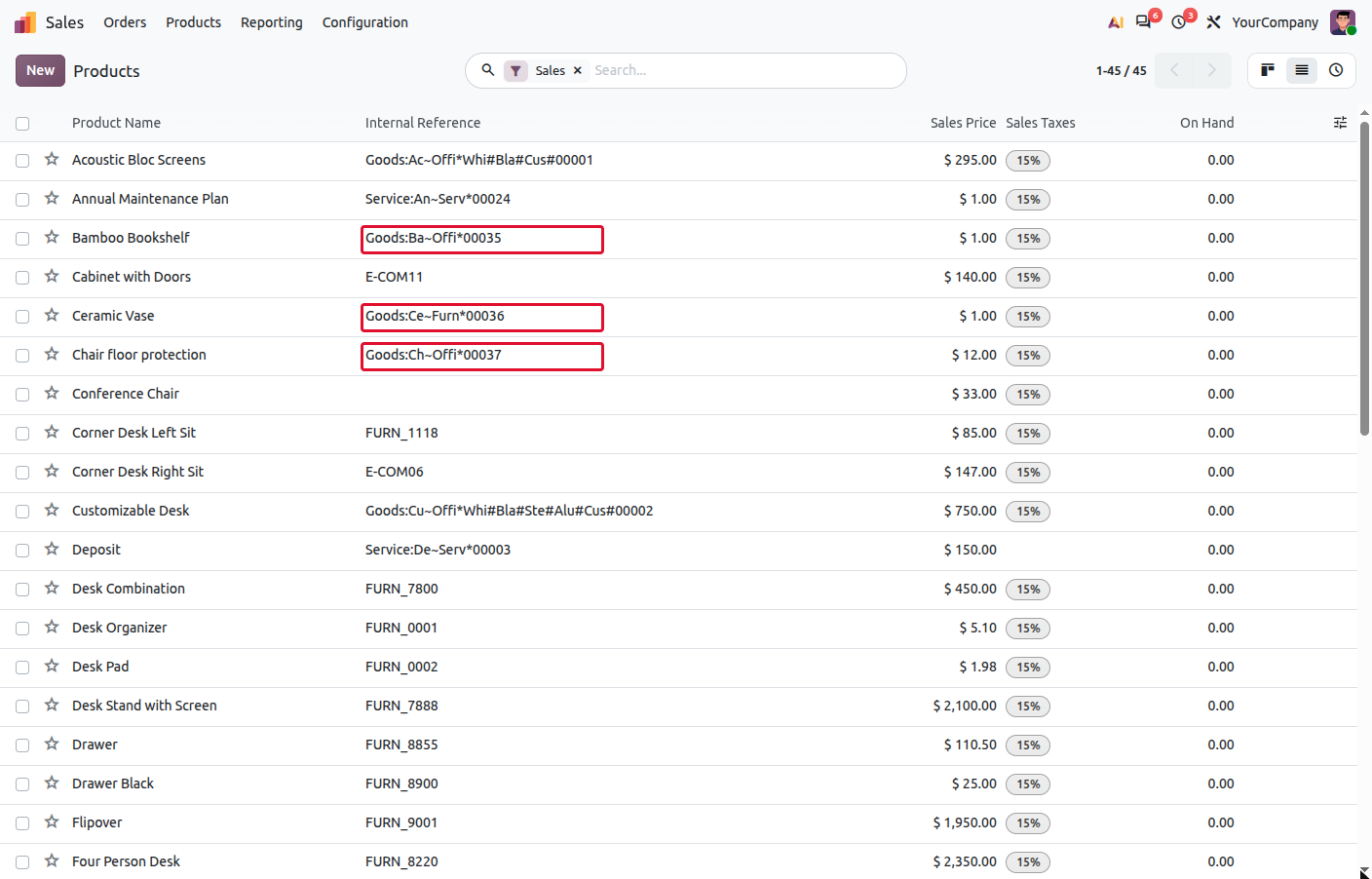 Sales Orders Products Reporting Configuration AI 6 3 YourCompany
New Products Sales × Search... 1-45 / 45
Product Name Internal Reference Sales Price Sales Taxes On Hand
Acoustic Bloc Screens Goods:Ac~Offi*Whi#Bla#Cus#00001 $ 295.00 15% 0.00
Annual Maintenance Plan Service:An~Serv*00024 $ 1.00 15% 0.00
Bamboo Bookshelf Goods:Ba~Offi*00035 $ 1.00 15% 0.00
Cabinet with Doors E-COM11 $ 140.00 15% 0.00
Ceramic Vase Goods:Ce~Furn*00036 $ 1.00 15% 0.00
Chair floor protection Goods:Ch~Offi*00037 $ 12.00 15% 0.00
Conference Chair $ 33.00 15% 0.00
Corner Desk Left Sit FURN_1118 $ 85.00 15% 0.00
Corner Desk Right Sit E-COM06 $ 147.00 15% 0.00
Customizable Desk Goods:Cu~Offi*Whi#Bla#Ste#Alu#Cus#00002 $ 750.00 15% 0.00
Deposit Service:De~Serv*00003 $ 150.00 0.00
Desk Combination FURN_7800 $ 450.00 15% 0.00
Desk Organizer FURN_0001 $ 5.10 15% 0.00
Desk Pad FURN_0002 $ 1.98 15% 0.00
Desk Stand with Screen FURN_7888 $ 2,100.00 15% 0.00
Drawer FURN_8855 $ 110.50 15% 0.00
Drawer Black FURN_8900 $ 25.00 15% 0.00
Flipover FURN_9001 $ 1,950.00 15% 0.00
Four Person Desk FURN_8220 $ 2,350.00 15% 0.00